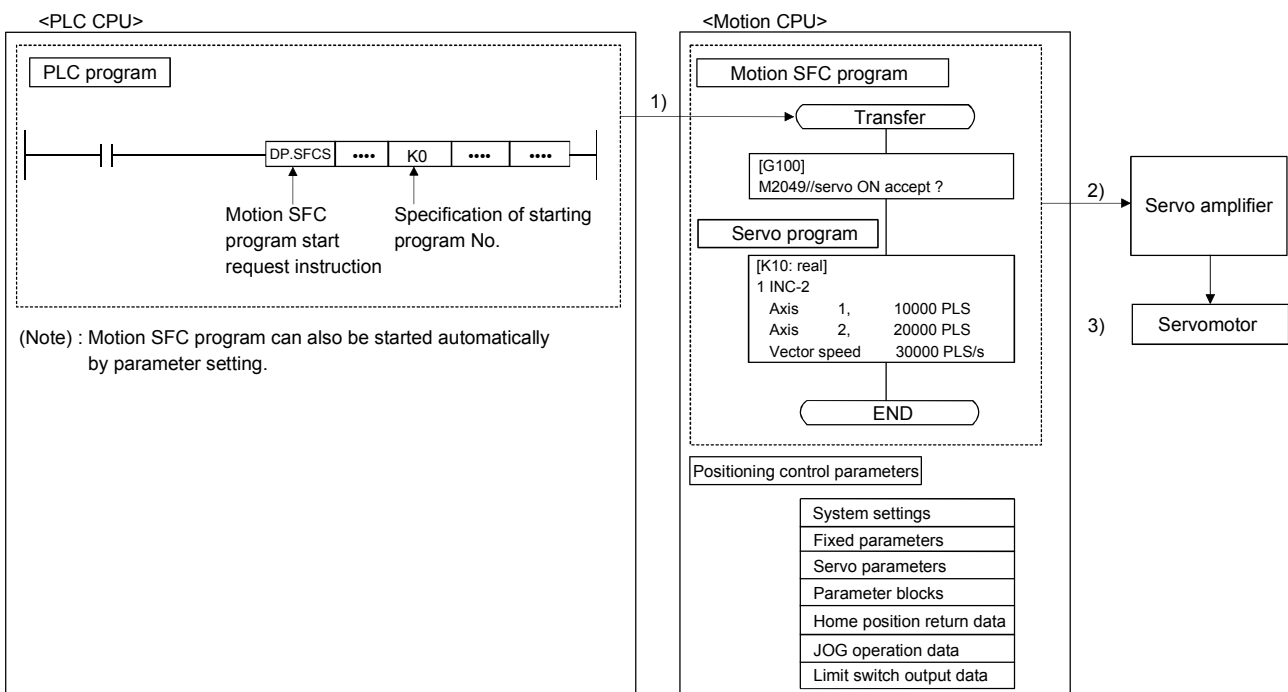 <PLC CPU>
PLC program
DP.SFCS •••• K0 •••• ••••
Motion SFC
program start
request instruction
Specification of starting
program No.
(Note) : Motion SFC program can also be started automatically
by parameter setting.
1)
<Motion CPU>
Motion SFC program
Transfer
[G100]
M2049//servo ON accept ?
Servo program
[K10: real]
1 INC-2
Axis 1, 10000 PLS
Axis 2, 20000 PLS
Vector speed 30000 PLS/s
END
Positioning control parameters
System settings
Fixed parameters
Servo parameters
Parameter blocks
Home position return data
JOG operation data
Limit switch output data
2)
Servo amplifier
3)
Servomotor